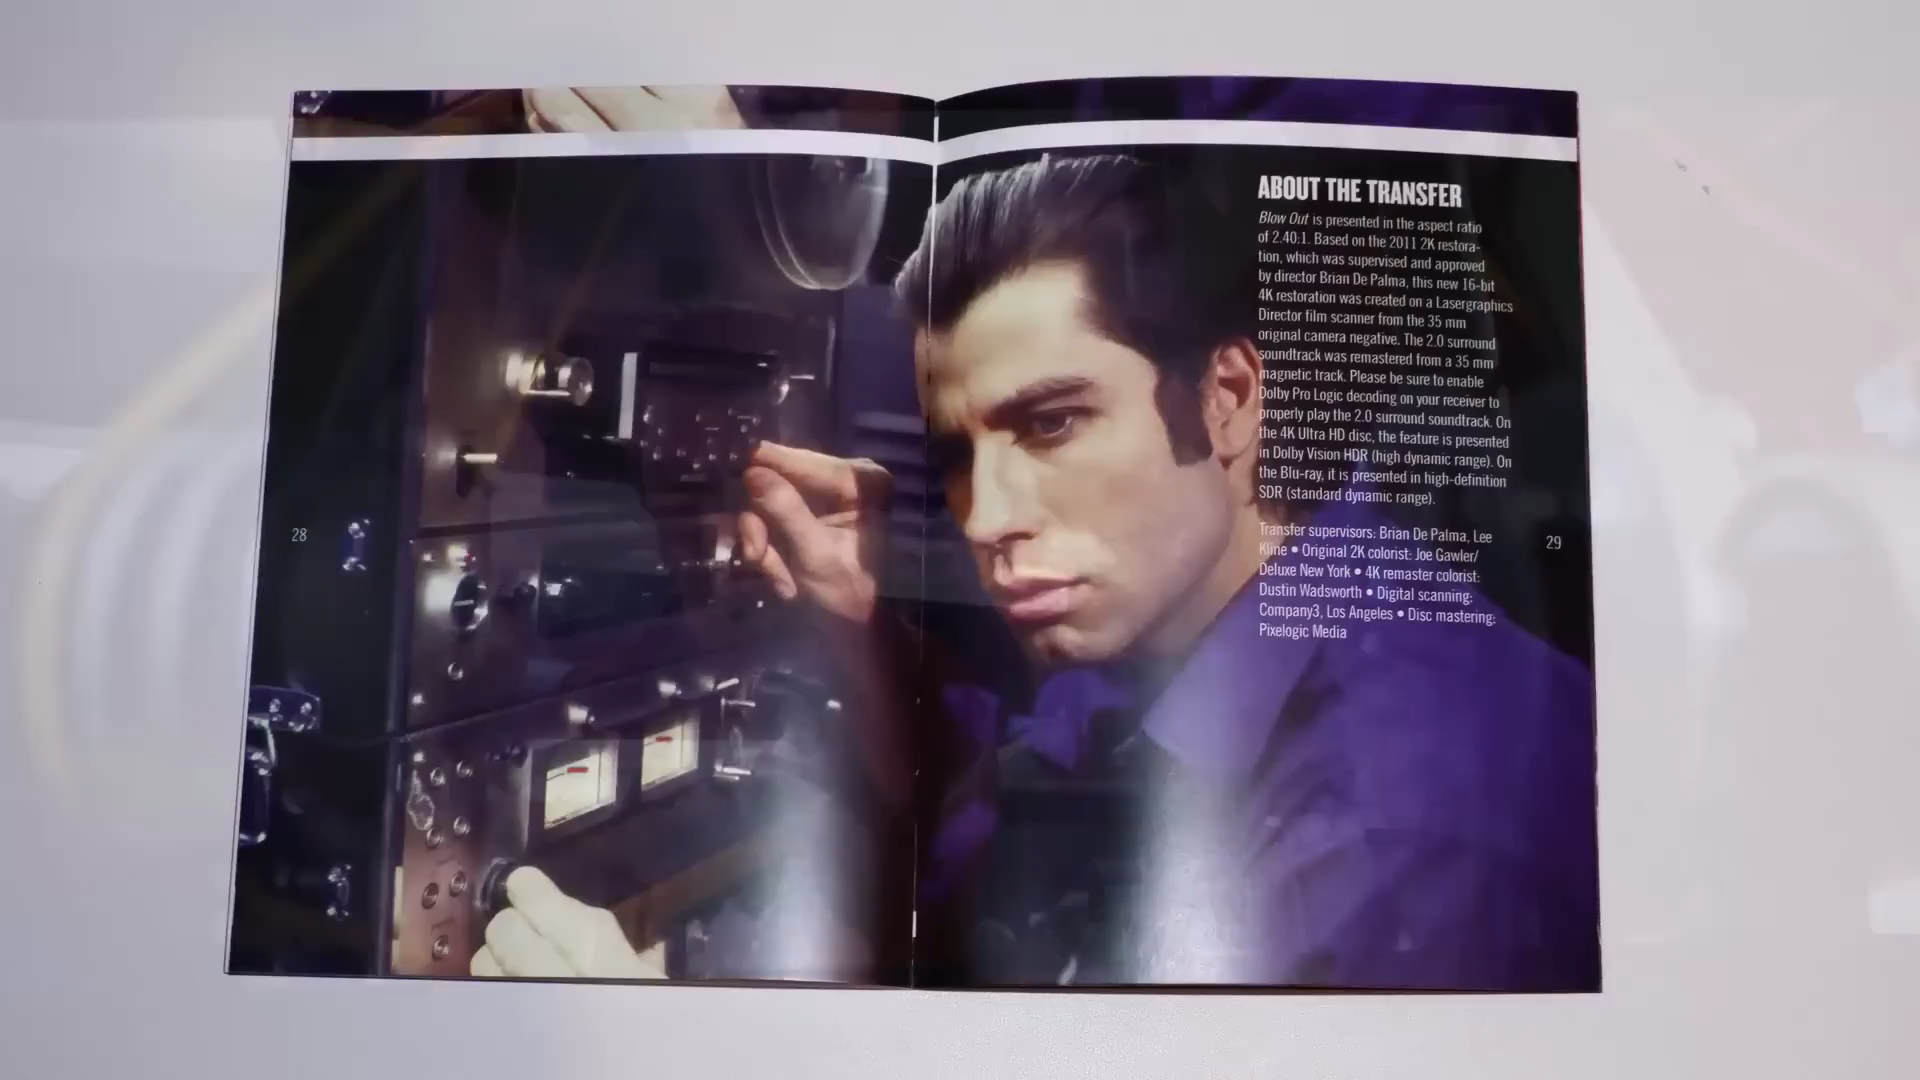 ABOUT THE TRANSFER
Blow Out is presented in the aspect ratio
of 2.40:1. Based on the 2011 2K restora-
tion, which was supervised and approved
by director Brian De Palma, this new 16-bit
4K restoration was created on a Lasergraphics
Director film scanner from the 35 mm
original camera negative. The 2.0 surround
soundtrack was remastered from a 35 mm
magnetic track. Please be sure to enable
Dolby Pro Logic decoding on your receiver to
properly play the 2.0 surround soundtrack. On
the 4K Ultra HD disc, the feature is presented
in Dolby Vision HDR (high dynamic range). On
the Blu-ray, it is presented in high-definition
SDR (standard dynamic range).
Transfer supervisors: Brian De Palma, Lee
Kline • Original 2K colorist: Joe Gawler/
Deluxe New York • 4K remaster colorist:
Dustin Wadsworth • Digital scanning:
Company3, Los Angeles • Disc mastering:
Pixelogic Media
28
29